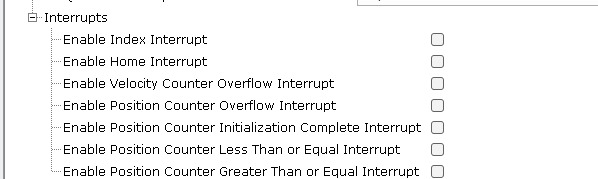 Interrupts
Enable Index Interrupt
Enable Home Interrupt
Enable Velocity Counter Overflow Interrupt
Enable Position Counter Overflow Interrupt
Enable Position Counter Initialization Complete Interrupt
Enable Position Counter Less Than or Equal Interrupt
Enable Position Counter Greater Than or Equal Interrupt